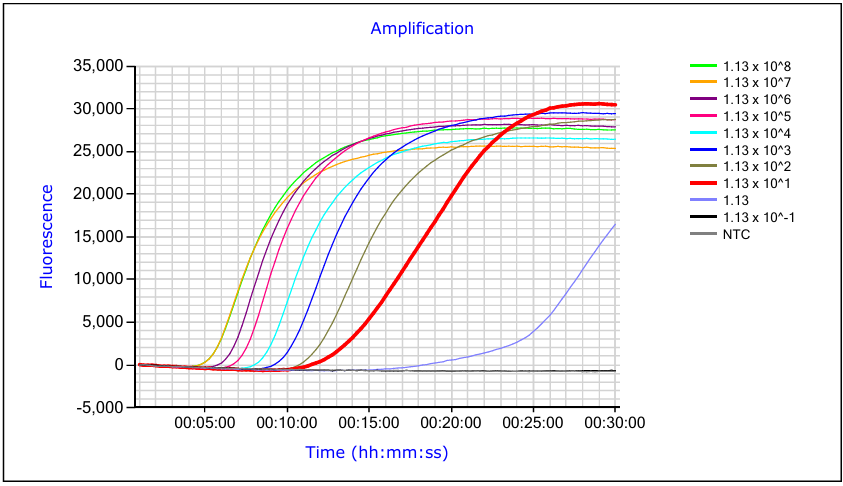 Amplification
35,000
30,000
25,000
20,000
15,000
10,000
5,000
0
-5,000
Fluorescence
00:05:00 00:10:00 00:15:00 00:20:00 00:25:00 00:30:00
Time (hh:mm:ss)
1.13 x 10^8
1.13 x 10^7
1.13 x 10^6
1.13 x 10^5
1.13 x 10^4
1.13 x 10^3
1.13 x 10^2
1.13 x 10^1
1.13
1.13 x 10^-1
NTC